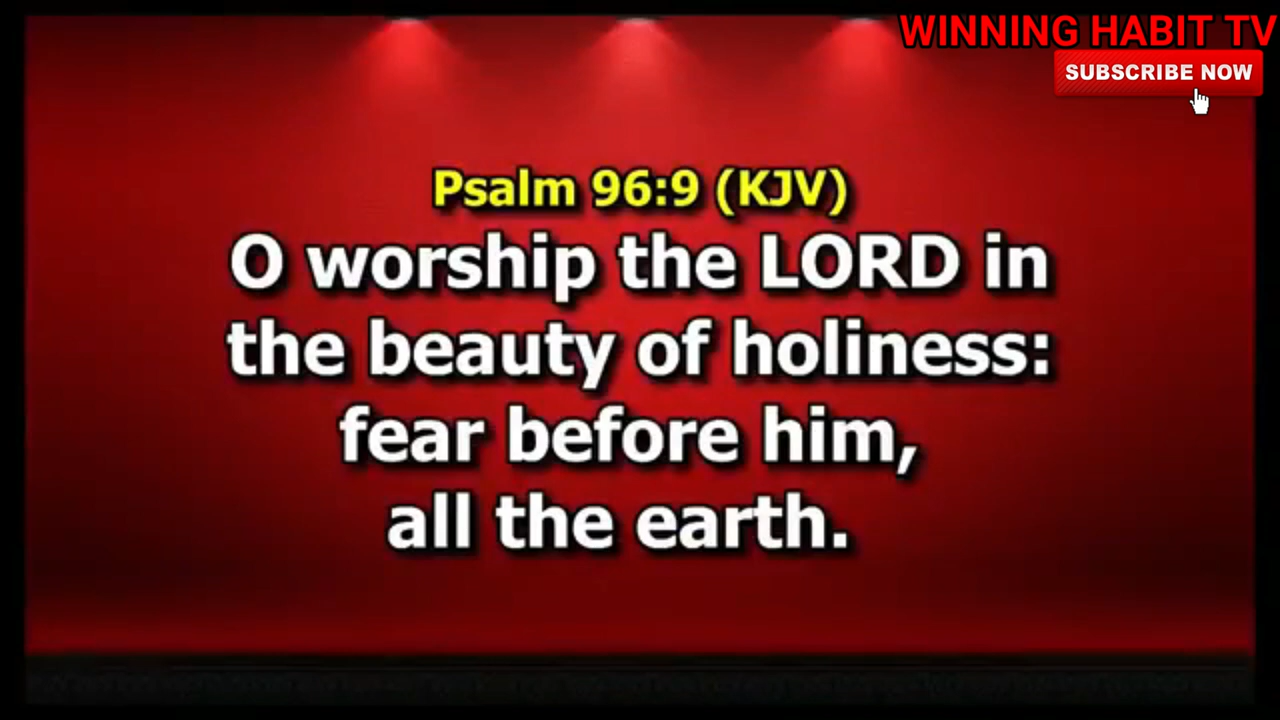 WINNING HABIT TV
SUBSCRIBE NOW
Psalm 96:9 (KJV)
O worship the LORD in
the beauty of holiness:
fear before him,
all the earth.